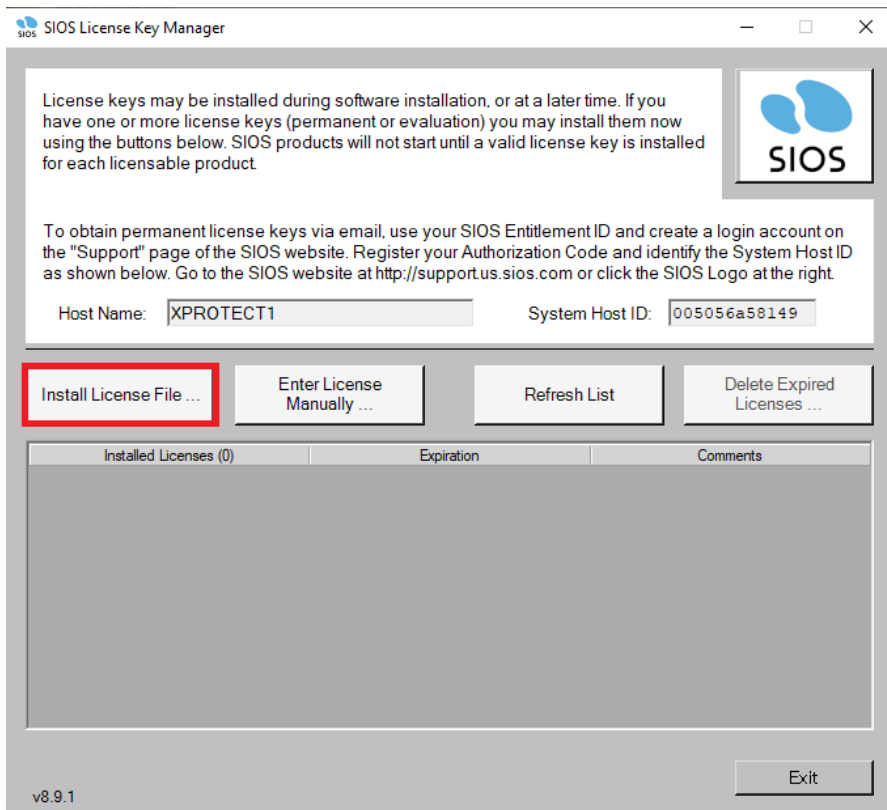 SIOS SIOS License Key Manager
License keys may be installed during software installation, or at a later time. If you
have one or more license keys (permanent or evaluation) you may install them now
using the buttons below. SIOS products will not start until a valid license key is installed
for each licensable product.
SIOS
To obtain permanent license keys via email, use your SIOS Entitlement ID and create a login account on
the "Support" page of the SIOS website. Register your Authorization Code and identify the System Host ID
as shown below. Go to the SIOS website at http://support.us.sios.com or click the SIOS Logo at the right.
Host Name: XPROTECT1 System Host ID: 005056a58149
Install License File ... Enter License Manually ... Refresh List Delete Expired Licenses ...
Installed Licenses (0) Expiration Comments
Exit
v8.9.1